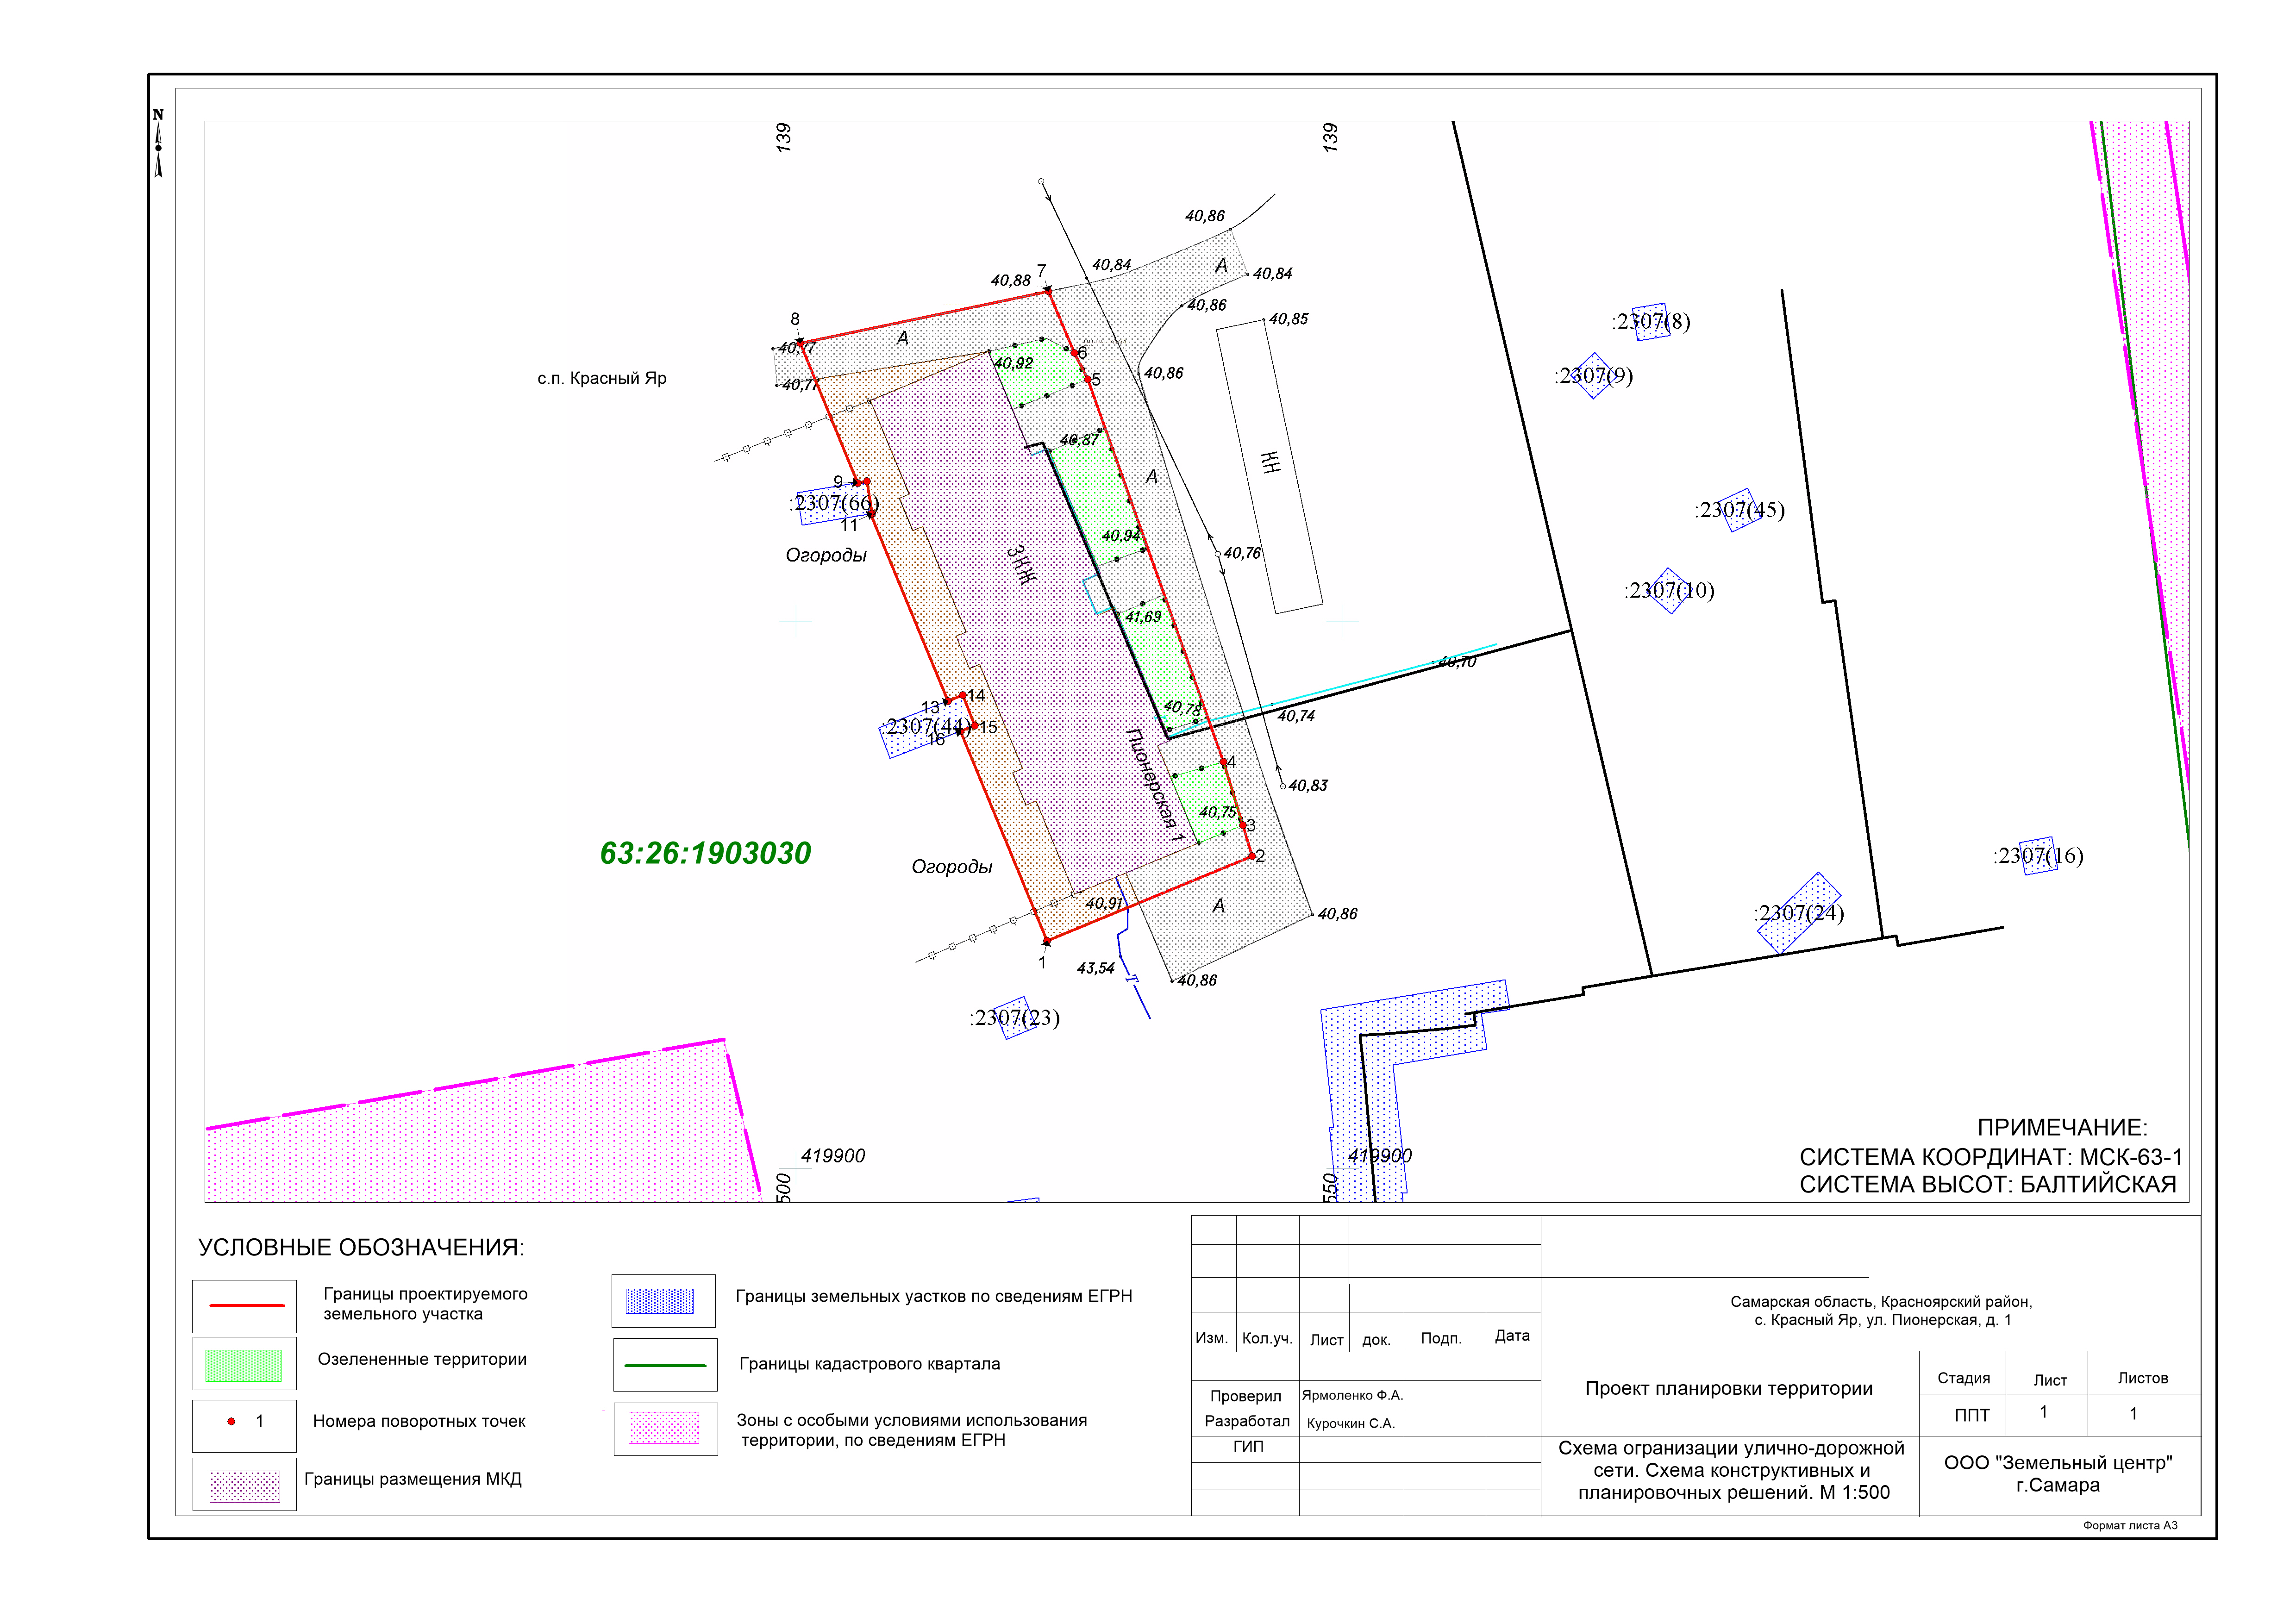 N
139
139
40,86
А
40,84
40,84
7
40,88
40,86
40,85
8
А
40,77
6
40,92
с.п. Красный Яр
40,77
5
40,86
:2307(8)
:2307(9)
40,87
КН
А
9
:2307(66)
11
:2307(45)
40,94
Огороды
3КЖ
40,76
:2307(10)
41,69
40,70
14
13
40,78
40,74
:2307(44)
15
16
Пионерская 1
4
40,83
40,75
3
63:26:1903030
2
:2307(16)
Огороды
40,91
А
40,86
:2307(24)
1
43,54
Т
40,86
:2307(23)
ПРИМЕЧАНИЕ:
419900
419900
СИСТЕМА КООРДИНАТ: МСК-63-1
500
550
СИСТЕМА ВЫСОТ: БАЛТИЙСКАЯ
УСЛОВНЫЕ ОБОЗНАЧЕНИЯ:
Границы проектируемого
земельного участка
Озелененные территории
1 Номера поворотных точек
Границы размещения МКД
Границы земельных уастков по сведениям ЕГРН
Границы кадастрового квартала
Зоны с особыми условиями использования
территории, по сведениям ЕГРН
Изм. Кол.уч. Лист док. Подп. Дата
Проверил Ярмоленко Ф.А.
Разработал Курочкин С.А.
ГИП
Самарская область, Красноярский район,
с. Красный Яр, ул. Пионерская, д. 1
Проект планировки территории
Стадия Лист Листов
ППТ 1 1
Схема огранизации улично-дорожной
сети. Схема конструктивных и
планировочных решений. М 1:500
ООО "Земельный центр"
г.Самара
Формат листа А3